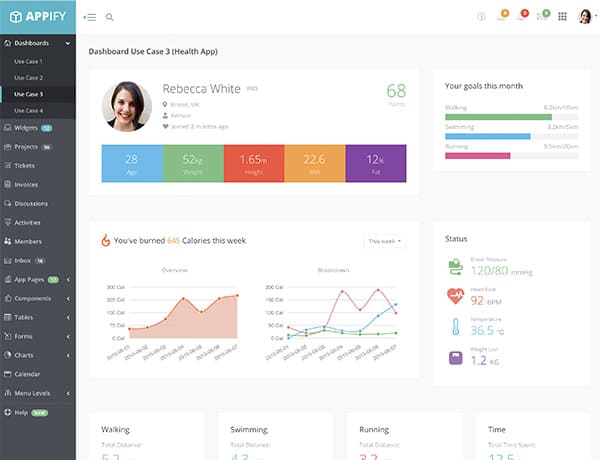 APPIFY
Dashboards
Use Case 1
Use Case 2
Use Case 3
Use Case 4
Widgets 12
Projects 56
Tickets
Invoices
Discussions
Activities
Members
Inbox 18
App Pages
Components
Tables
Forms
Charts
Calendar
Menu Levels
Help NEW
Dashboard Use Case 3 (Health App)
Rebecca White PRO
Bristol, UK
Female
Joined 2 months ago
68
Points
28
Age
52kg
Weight
1.65m
Height
22.6
BMI
12%
Fat
Your goals this month
Walking 8.2km/10km
Swimming 3.2km/5km
Running 5.5km/20km
You've burned 645 Calories this week
This week
Overview
300 Cal
225 Cal
150 Cal
75 Cal
0 Cal
2015-06-01
2015-06-02
2015-06-03
2015-06-04
2015-06-05
2015-06-06
2015-06-07
Breakdown
200 Cal
150 Cal
100 Cal
50 Cal
0 Cal
2015-06-01
2015-06-02
2015-06-03
2015-06-04
2015-06-05
2015-06-06
2015-06-07
Status
Blood Pressure
120/80 mmHg
Heart Rate
92 BPM
Temperature
36.5 °C
Weight Lost
1.2 KG
Walking
Total Distance:
5.2 km
Swimming
Total Distance:
4.3 km
Running
Total Distance:
3.2 km
Time
Total Time Spent:
12.5